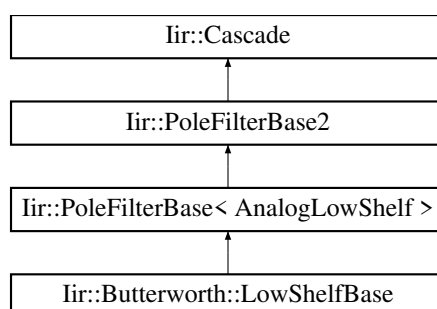 Iir::Cascade
Iir::PoleFilterBase2
Iir::PoleFilterBase< AnalogLowShelf >
Iir::Butterworth::LowShelfBase